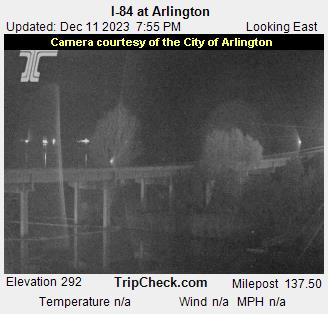 I-84 at Arlington
Updated: Dec 11 2023 7:55 PM Looking East
Camera courtesy of the City of Arlington
Elevation 292 TripCheck.com Milepost 137.50
Temperature n/a Wind n/a MPH n/a